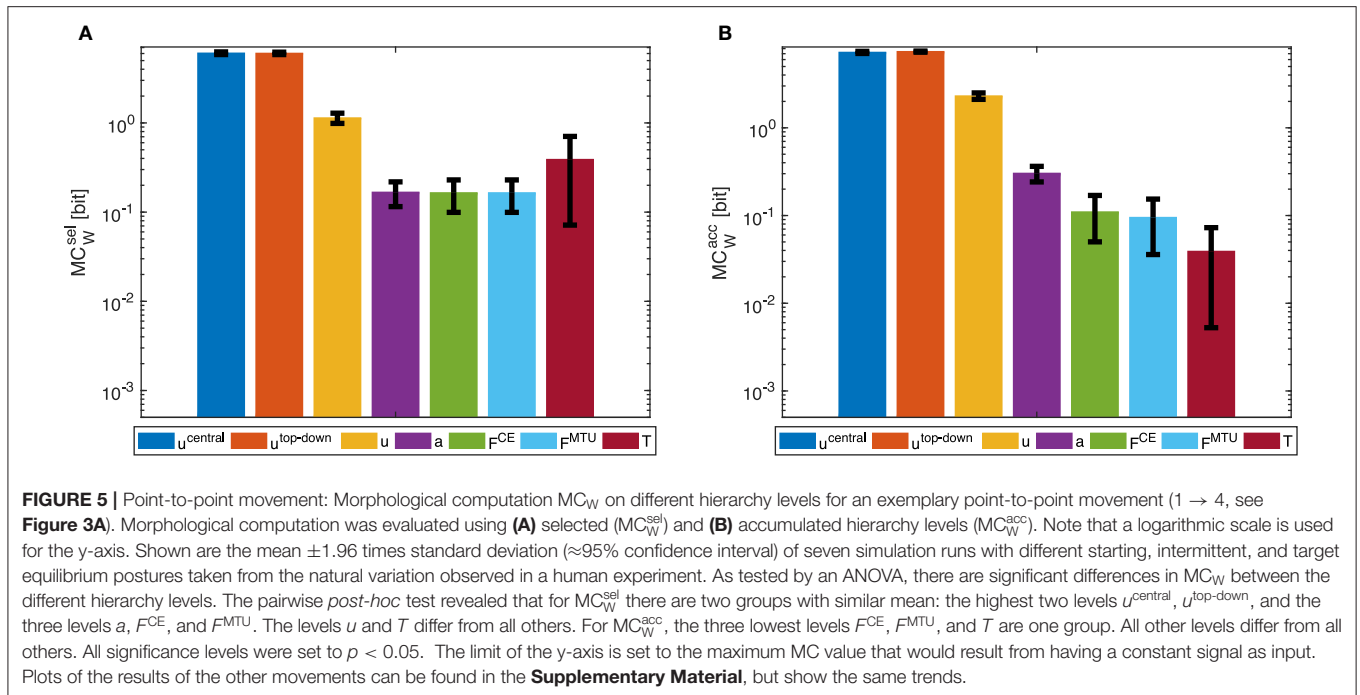 A
B
MC_W^sel [bit]
10^0
10^-1
10^-2
10^-3
u^central u^top-down u a F^CE F^MTU T
MC_W^acc [bit]
10^0
10^-1
10^-2
10^-3
u^central u^top-down u a F^CE F^MTU T
FIGURE 5 | Point-to-point movement: Morphological computation MC_W on different hierarchy levels for an exemplary point-to-point movement (1 → 4, see
Figure 3A). Morphological computation was evaluated using (A) selected (MC_W^sel) and (B) accumulated hierarchy levels (MC_W^acc). Note that a logarithmic scale is used
for the y-axis. Shown are the mean ±1.96 times standard deviation (≈95% confidence interval) of seven simulation runs with different starting, intermittent, and target
equilibrium postures taken from the natural variation observed in a human experiment. As tested by an ANOVA, there are significant differences in MC_W between the
different hierarchy levels. The pairwise post-hoc test revealed that for MC_W^sel there are two groups with similar mean: the highest two levels u^central, u^top-down, and the
three levels a, F^CE, and F^MTU. The levels u and T differ from all others. For MC_W^acc, the three lowest levels F^CE, F^MTU, and T are one group. All other levels differ from all
others. All significance levels were set to p < 0.05. The limit of the y-axis is set to the maximum MC value that would result from having a constant signal as input.
Plots of the results of the other movements can be found in the Supplementary Material, but show the same trends.